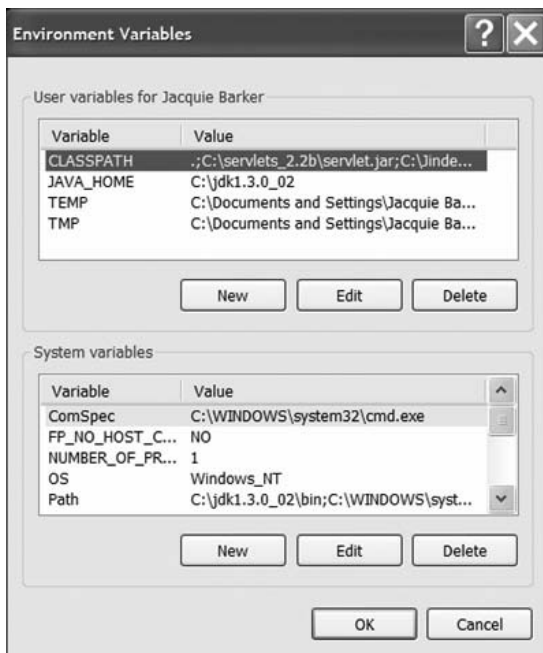 Environment Variables
User variables for Jacquie Barker
Variable Value
CLASSPATH .;C:\servlets_2.2b\servlet.jar;C:\Jinde...
JAVA_HOME C:\jdk1.3.0_02
TEMP C:\Documents and Settings\Jacquie Ba...
TMP C:\Documents and Settings\Jacquie Ba...
New Edit Delete
System variables
Variable Value
ComSpec C:\WINDOWS\system32\cmd.exe
FP_NO_HOST_C... NO
NUMBER_OF_PR... 1
OS Windows_NT
Path C:\jdk1.3.0_02\bin;C:\WINDOWS\syst...
New Edit Delete
OK Cancel